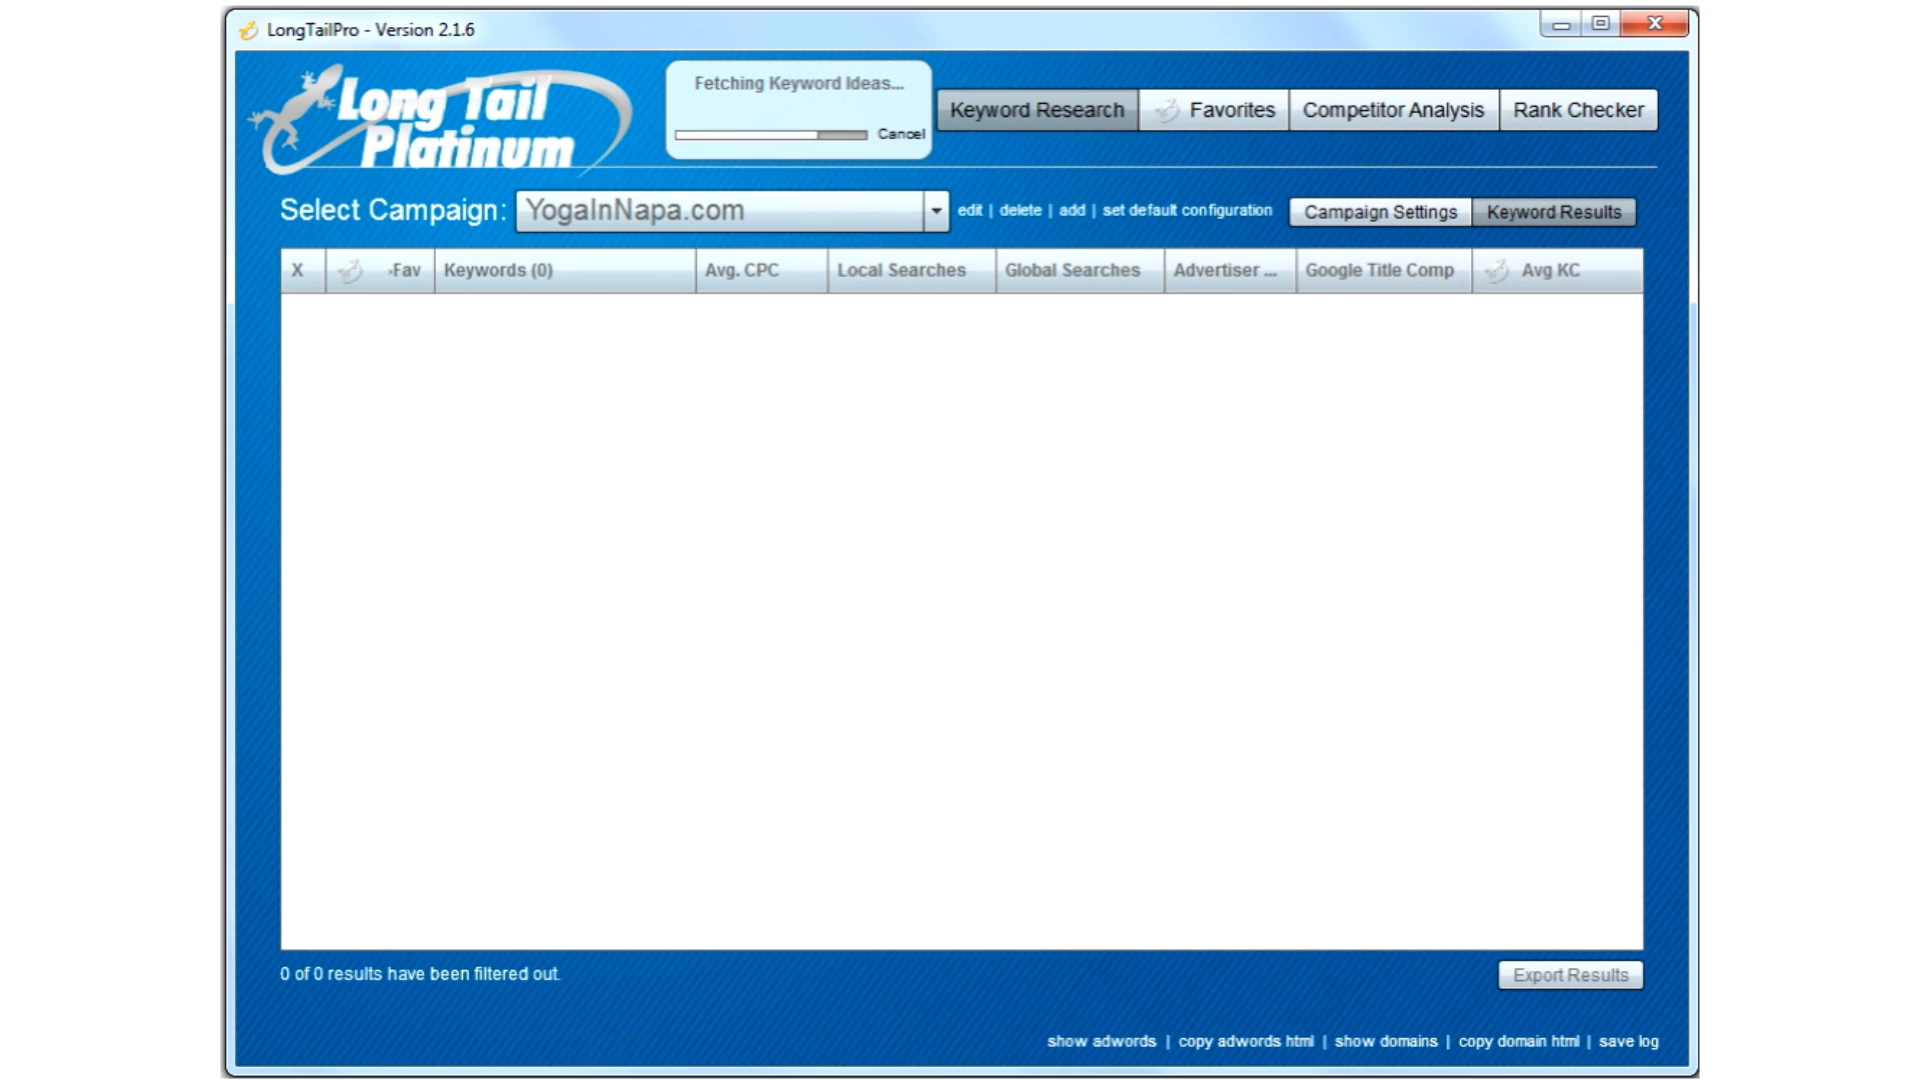 LongTailPro - Version 2.1.6
Long Tail
Platinum
Fetching Keyword Ideas...
Cancel
Keyword Research
Favorites
Competitor Analysis
Rank Checker
Select Campaign: YogaInNapa.com
edit | delete | add | set default configuration
Campaign Settings
Keyword Results
X
Fav
Keywords (0)
Avg. CPC
Local Searches
Global Searches
Advertiser ...
Google Title Comp
Avg KC
0 of 0 results have been filtered out.
Export Results
show adwords | copy adwords html | show domains | copy domain html | save log